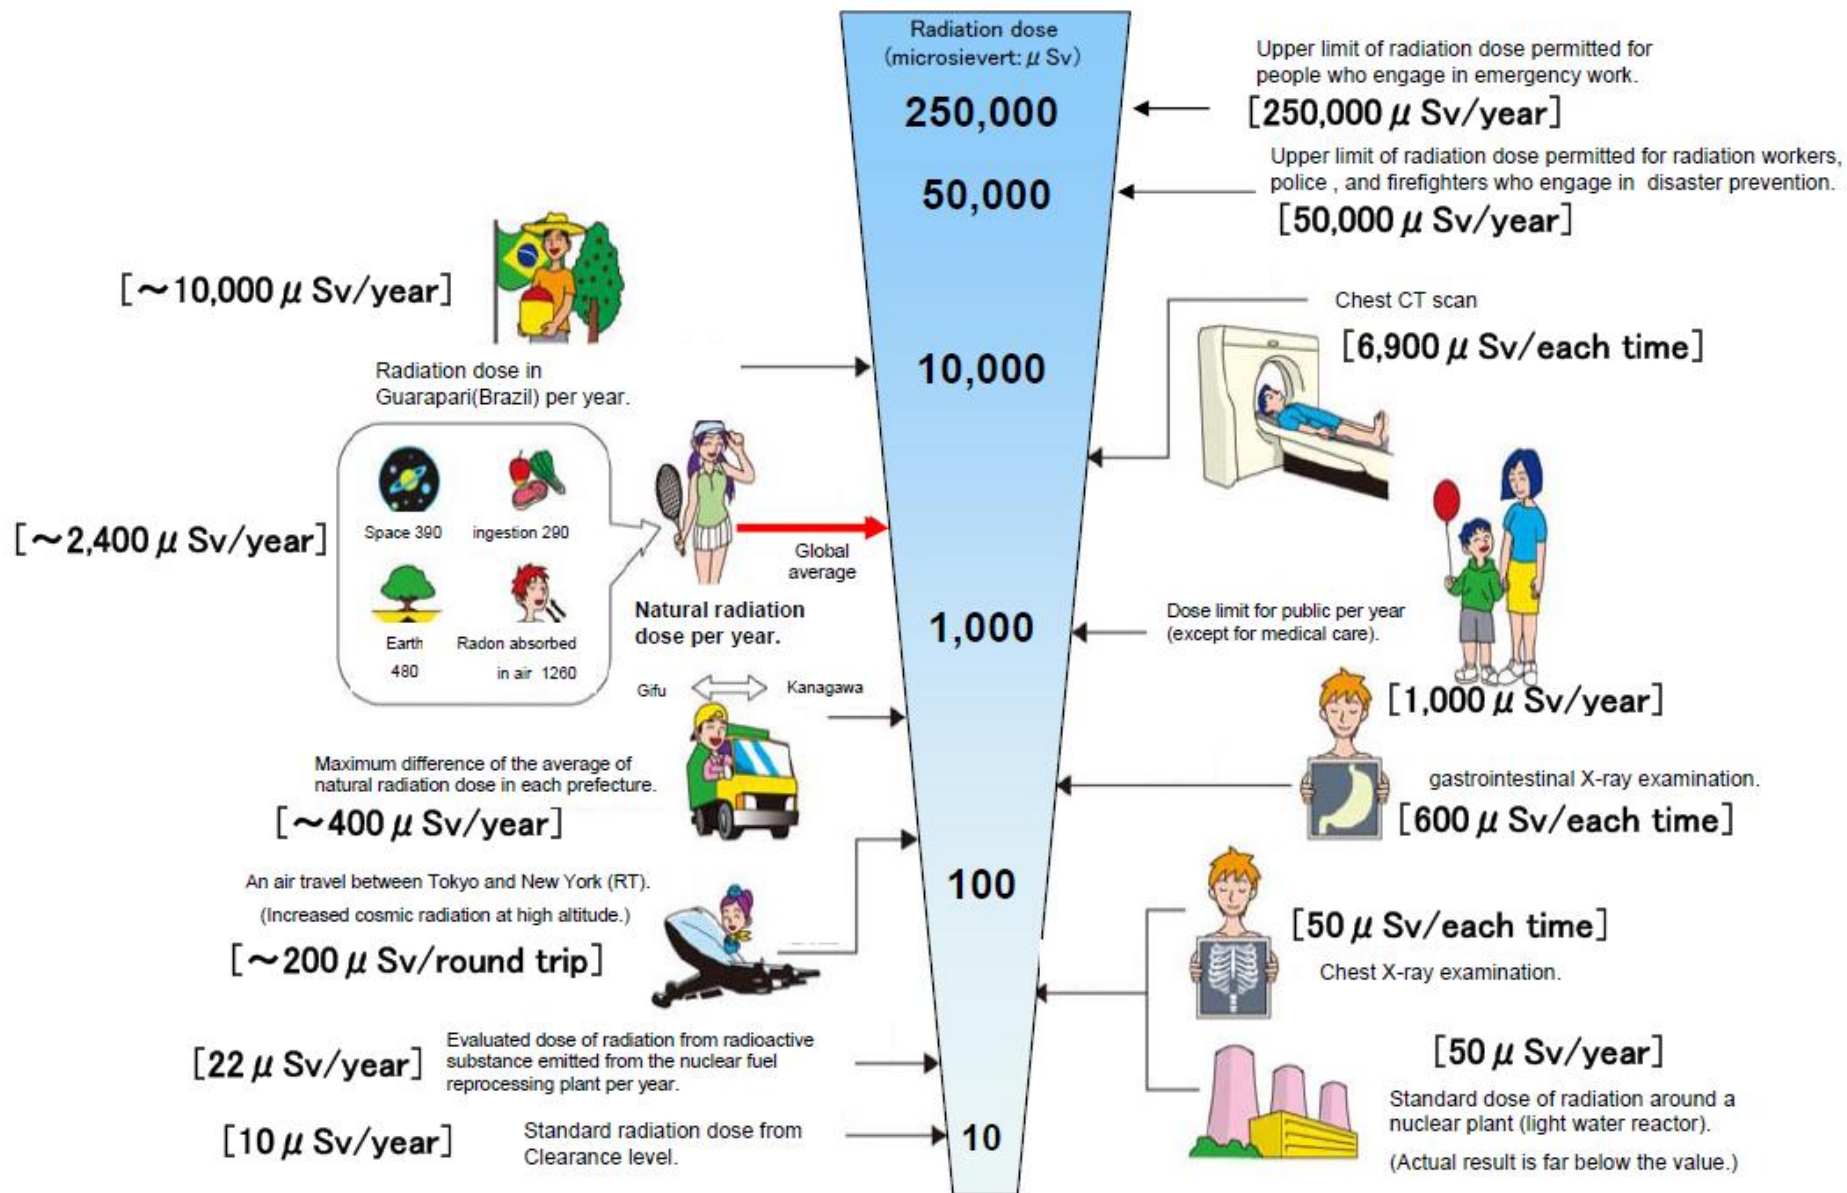 Radiation dose
(microsievert: μ Sv)
250,000
50,000
10,000
1,000
100
10
[～10,000 μ Sv/year]
Radiation dose in
Guarapari(Brazil) per year.
[～2,400 μ Sv/year]
Space 390
ingestion 290
Earth
480
Radon absorbed
in air 1260
Global
average
Natural radiation
dose per year.
Gifu
Kanagawa
Maximum difference of the average of
natural radiation dose in each prefecture.
[～400 μ Sv/year]
An air travel between Tokyo and New York (RT).
(Increased cosmic radiation at high altitude.)
[～200 μ Sv/round trip]
[22 μ Sv/year]
Evaluated dose of radiation from radioactive
substance emitted from the nuclear fuel
reprocessing plant per year.
[10 μ Sv/year]
Standard radiation dose from
Clearance level.
Upper limit of radiation dose permitted for
people who engage in emergency work.
[250,000 μ Sv/year]
Upper limit of radiation dose permitted for radiation workers,
police , and firefighters who engage in disaster prevention.
[50,000 μ Sv/year]
Chest CT scan
[6,900 μ Sv/each time]
Dose limit for public per year
(except for medical care).
[1,000 μ Sv/year]
gastrointestinal X-ray examination.
[600 μ Sv/each time]
[50 μ Sv/each time]
Chest X-ray examination.
[50 μ Sv/year]
Standard dose of radiation around a
nuclear plant (light water reactor).
(Actual result is far below the value.)